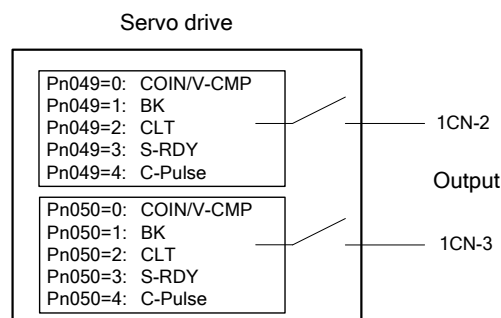 Servo drive
Pn049=0: COIN/V-CMP
Pn049=1: BK
Pn049=2: CLT
Pn049=3: S-RDY
Pn049=4: C-Pulse
1CN-2
Output
Pn050=0: COIN/V-CMP
Pn050=1: BK
Pn050=2: CLT
Pn050=3: S-RDY
Pn050=4: C-Pulse
1CN-3